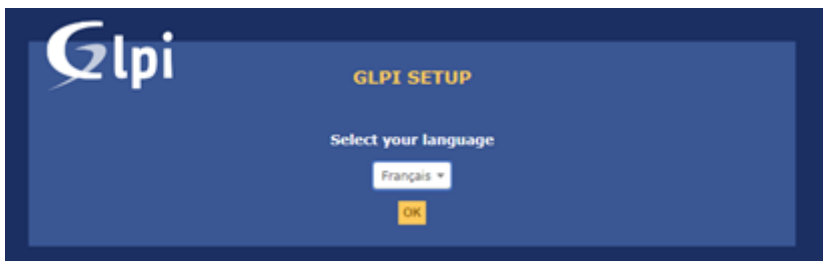 Glpi
GLPI SETUP
Select your language
Français
OK